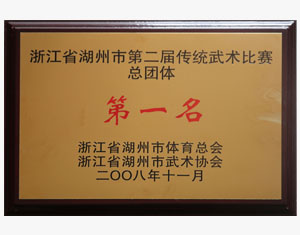 浙江省湖州市第二届传统武术比赛
总团体
第一名
浙江省湖州市体育总会
浙江省湖州市武术协会
二〇〇八年十一月